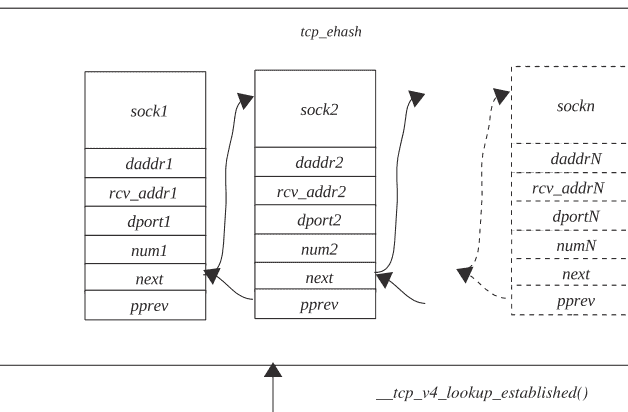 tcp_ehash
sock1
daddr1
rcv_addr1
dport1
num1
next
pprev
sock2
daddr2
rcv_addr2
dport2
num2
next
pprev
sockn
daddrN
rcv_addrN
dportN
numN
next
pprev
__tcp_v4_lookup_established()